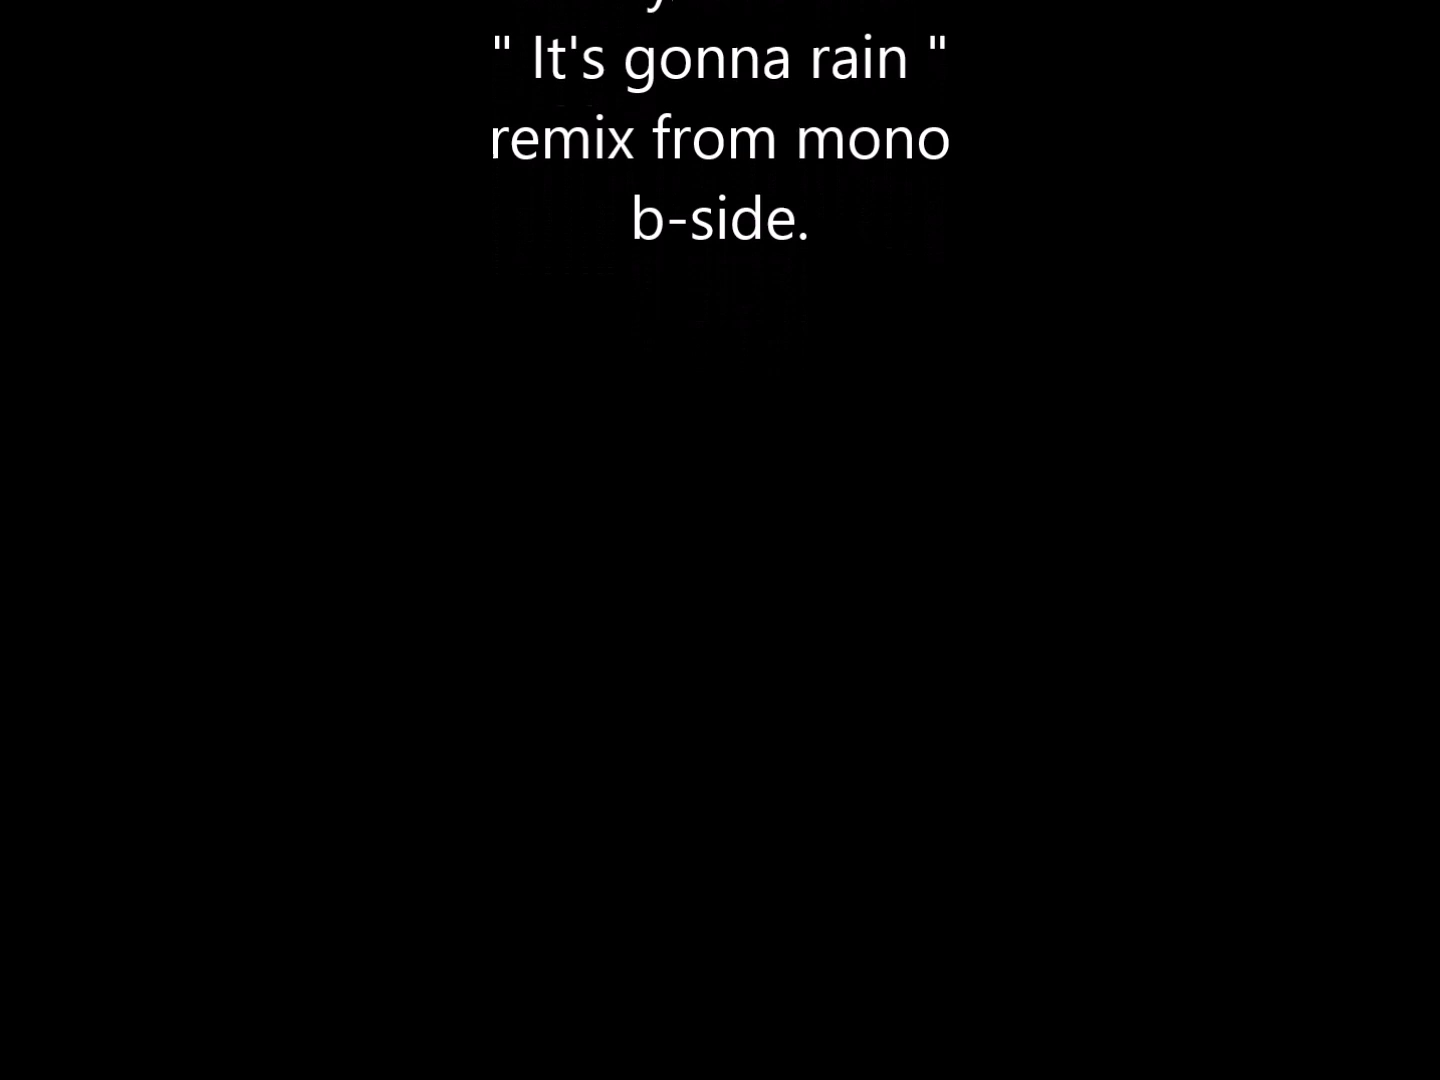 " It's gonna rain "
remix from mono
b-side.